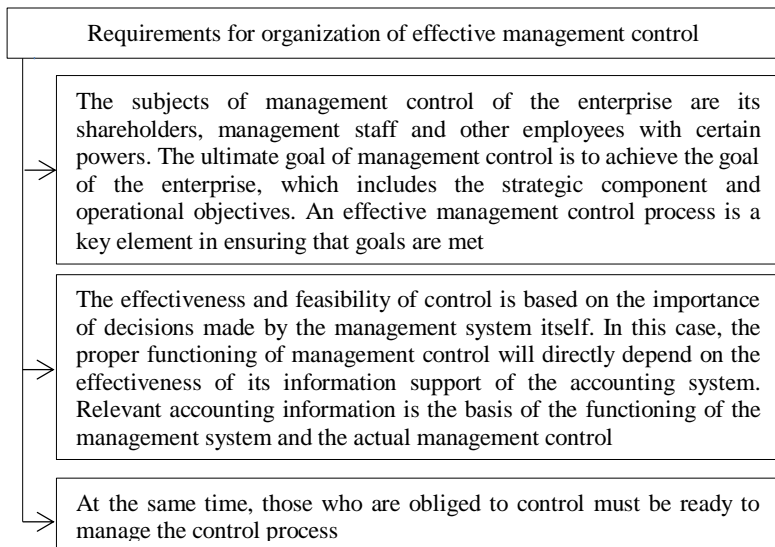 Requirements for organization of effective management control
The subjects of management control of the enterprise are its
shareholders, management staff and other employees with certain
powers. The ultimate goal of management control is to achieve the goal
of the enterprise, which includes the strategic component and
operational objectives. An effective management control process is a
key element in ensuring that goals are met
The effectiveness and feasibility of control is based on the importance
of decisions made by the management system itself. In this case, the
proper functioning of management control will directly depend on the
effectiveness of its information support of the accounting system.
Relevant accounting information is the basis of the functioning of the
management system and the actual management control
At the same time, those who are obliged to control must be ready to
manage the control process